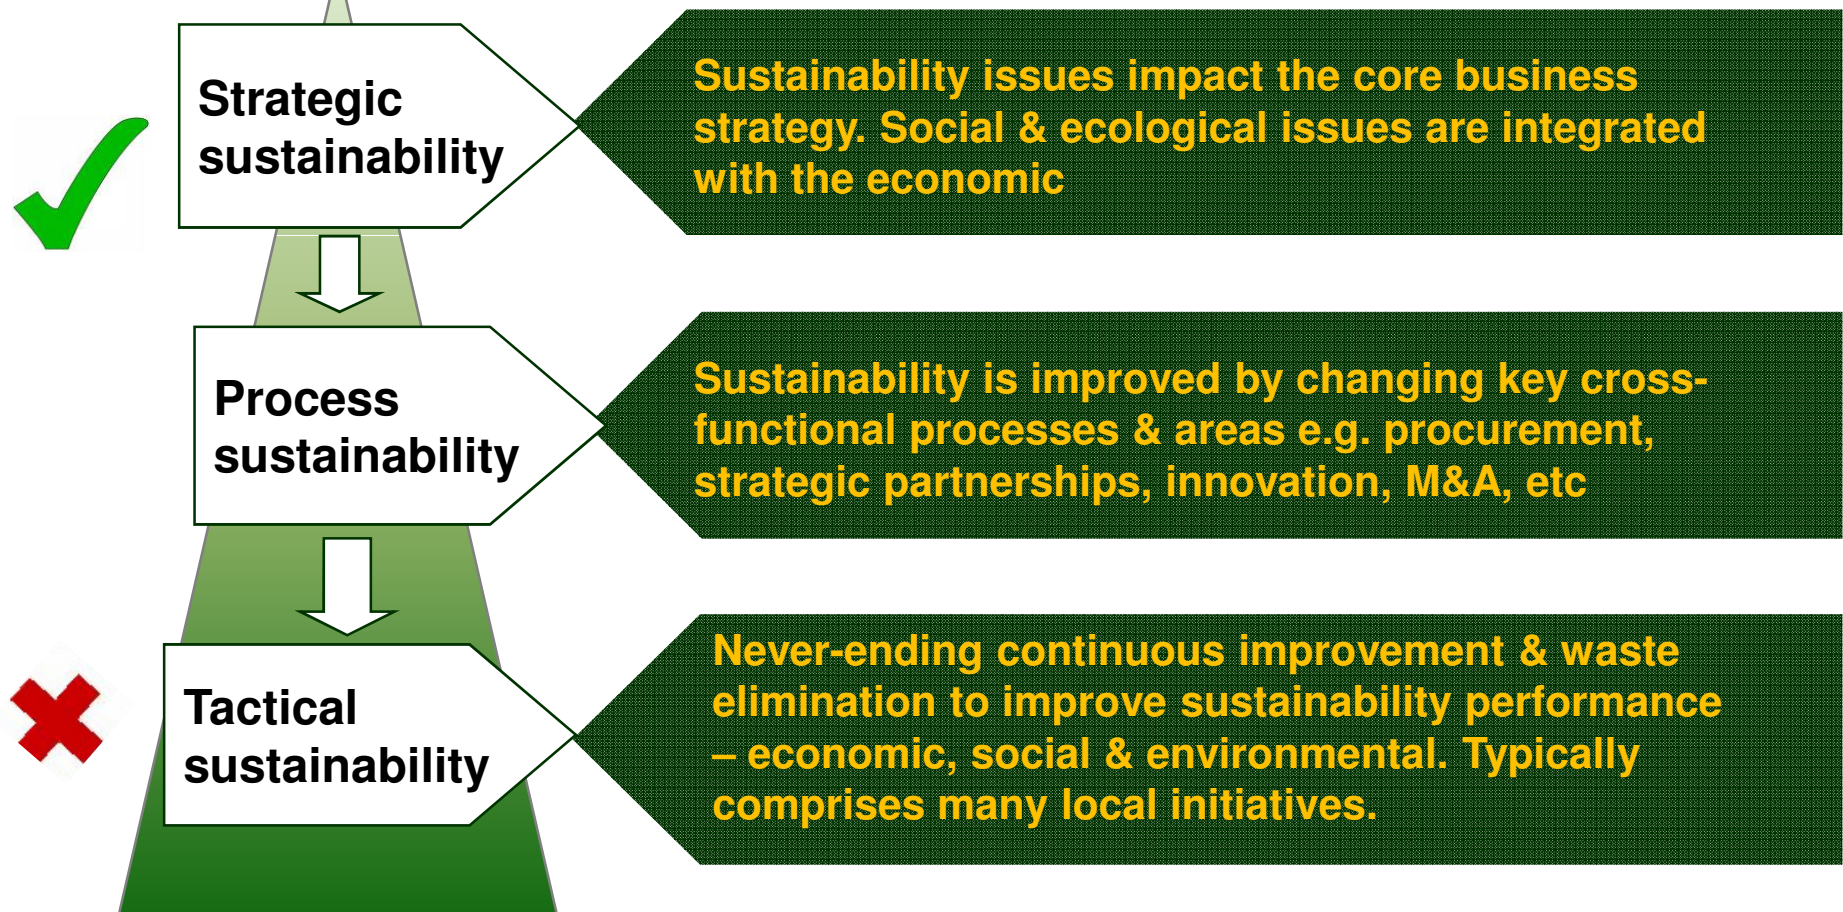 Strategic
sustainability
Sustainability issues impact the core business
strategy. Social & ecological issues are integrated
with the economic
Process
sustainability
Sustainability is improved by changing key cross-
functional processes & areas e.g. procurement,
strategic partnerships, innovation, M&A, etc
Tactical
sustainability
Never-ending continuous improvement & waste
elimination to improve sustainability performance
– economic, social & environmental. Typically
comprises many local initiatives.